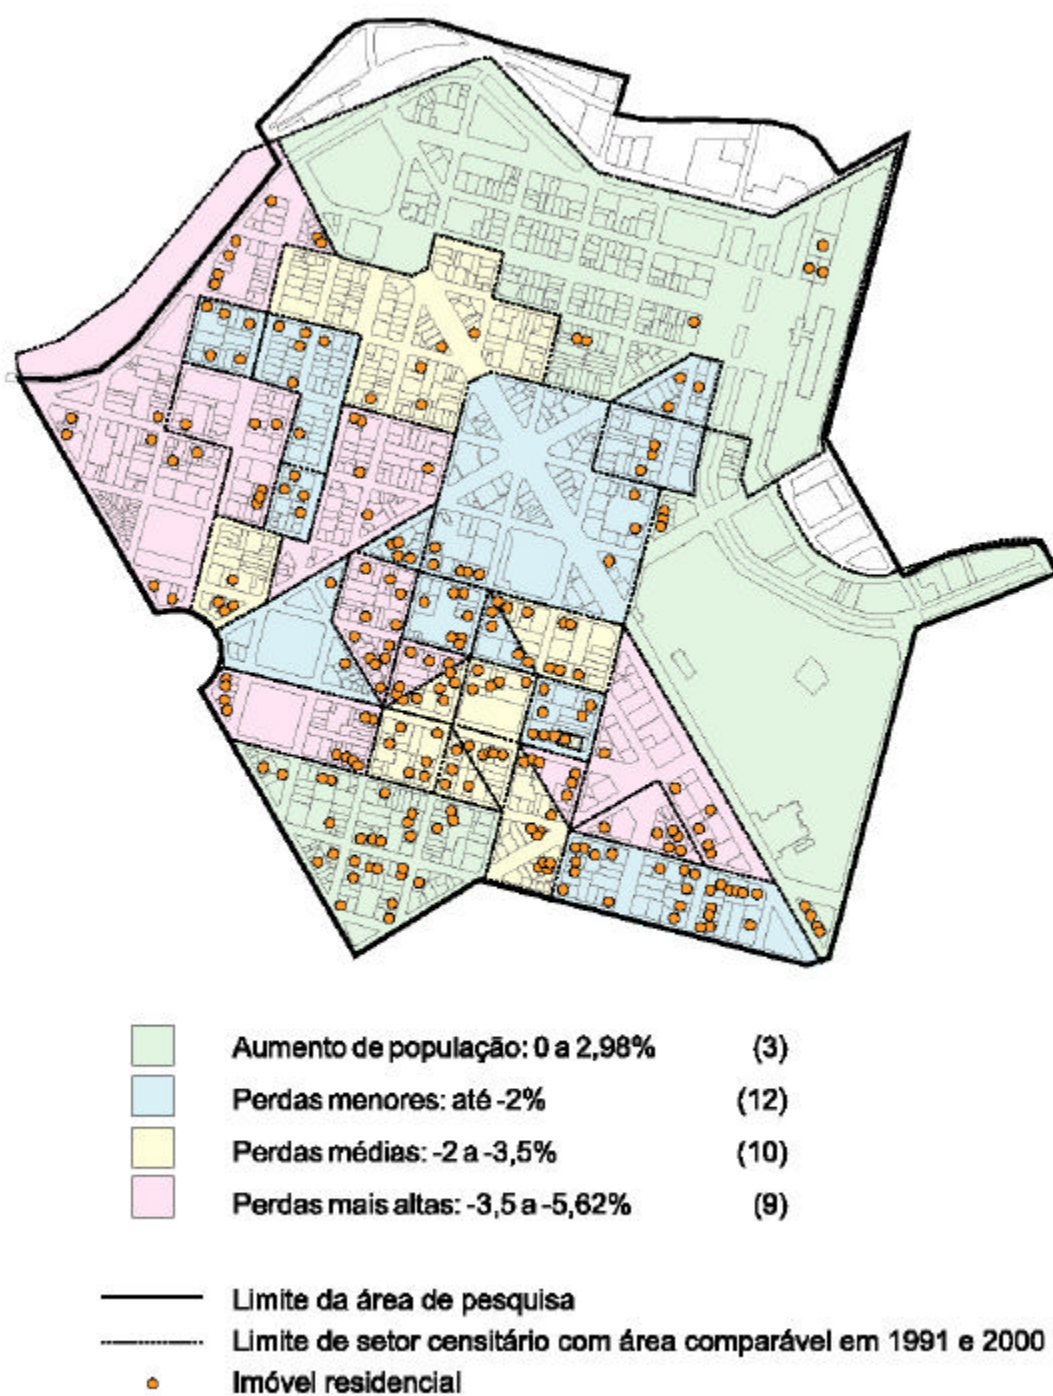 Aumento de população: 0 a 2,98% (3)
Perdas menores: até -2% (12)
Perdas médias: -2 a -3,5% (10)
Perdas mais altas: -3,5 a -5,62% (9)
Limite da área de pesquisa
Limite de setor censitário com área comparável em 1991 e 2000
Imóvel residencial